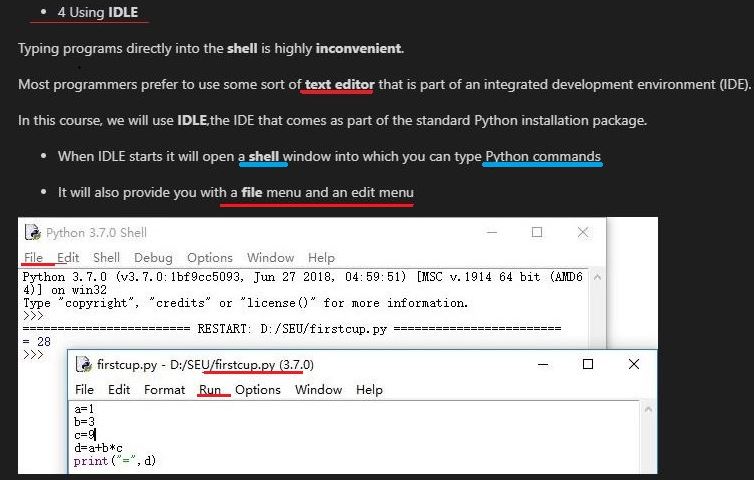 4 Using IDLE
Typing programs directly into the shell is highly inconvenient.
Most programmers prefer to use some sort of text editor that is part of an integrated development environment (IDE).
In this course, we will use IDLE,the IDE that comes as part of the standard Python installation package.
When IDLE starts it will open a shell window into which you can type Python commands
It will also provide you with a file menu and an edit menu
Python 3.7.0 Shell
File Edit Shell Debug Options Window Help
Python 3.7.0 (v3.7.0:1bf9cc5093, Jun 27 2018, 04:59:51) [MSC v.1914 64 bit (AMD6
4)] on win32
Type "copyright", "credits" or "license()" for more information.
>>>
======================== RESTART: D:/SEU/firstcup.py ========================
= 28
>>>
firstcup.py - D:/SEU/firstcup.py (3.7.0)
File Edit Format Run Options Window Help
a=1
b=3
c=9
d=a+b*c
print("=",d)